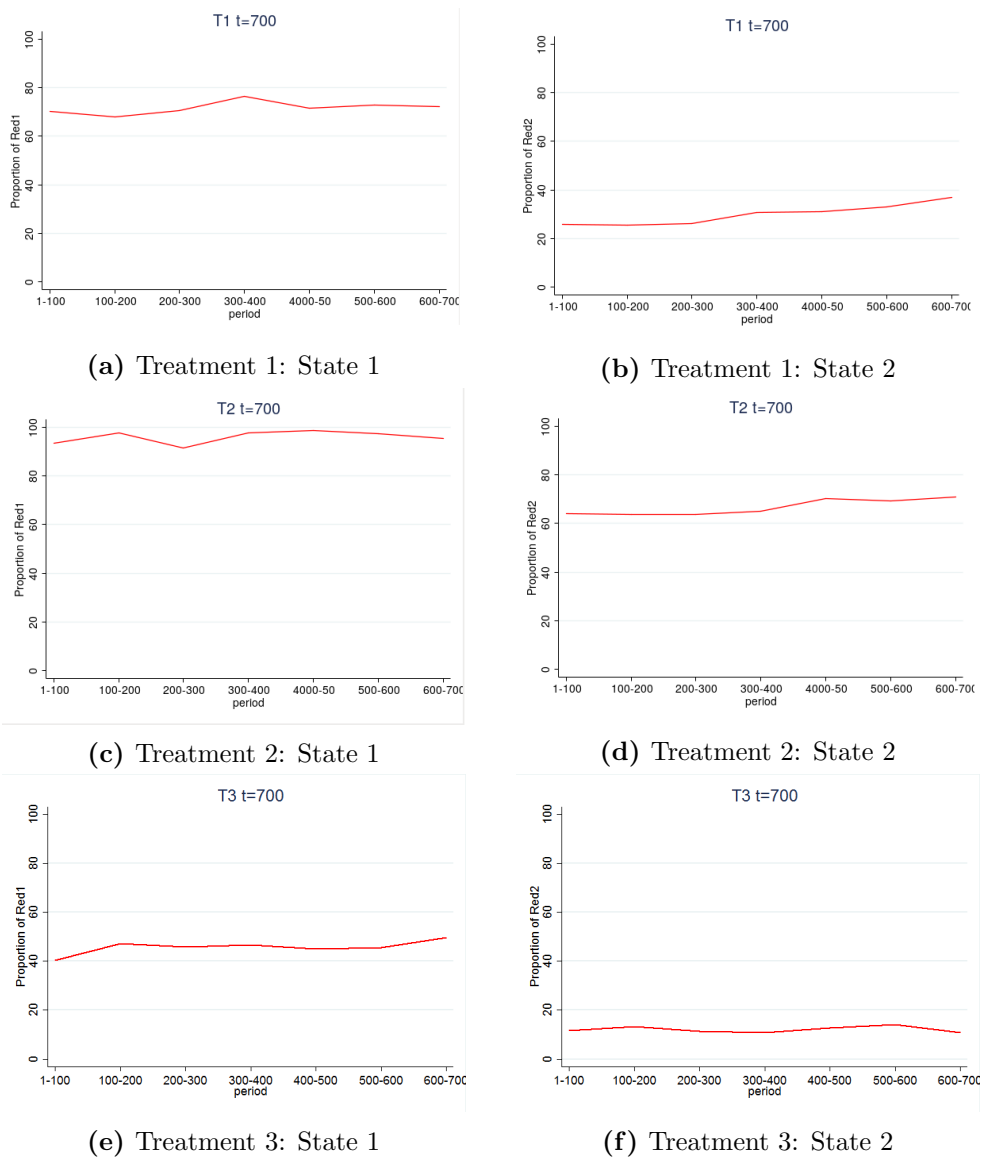 T1 t=700
Proportion of Red1
100
80
60
40
20
0
1-100 100-200 200-300 300-400 4000-50 500-600 600-700
period
(a) Treatment 1: State 1
T1 t=700
Proportion of Red2
100
80
60
40
20
0
1-100 100-200 200-300 300-400 4000-50 500-600 600-70
period
(b) Treatment 1: State 2
T2 t=700
Proportion of Red1
100
80
60
40
20
0
1-100 100-200 200-300 300-400 4000-50 500-600 600-700
period
(c) Treatment 2: State 1
T2 t=700
Proportion of Red2
100
80
60
40
20
0
1-100 100-200 200-300 300-400 4000-50 500-600 600-700
period
(d) Treatment 2: State 2
T3 t=700
Proportion of Red1
100
80
60
40
20
0
1-100 100-200 200-300 300-400 400-500 500-600 600-700
period
(e) Treatment 3: State 1
T3 t=700
Proportion of Red2
100
80
60
40
20
0
1-100 100-200 200-300 300-400 400-500 500-600 600-700
period
(f) Treatment 3: State 2